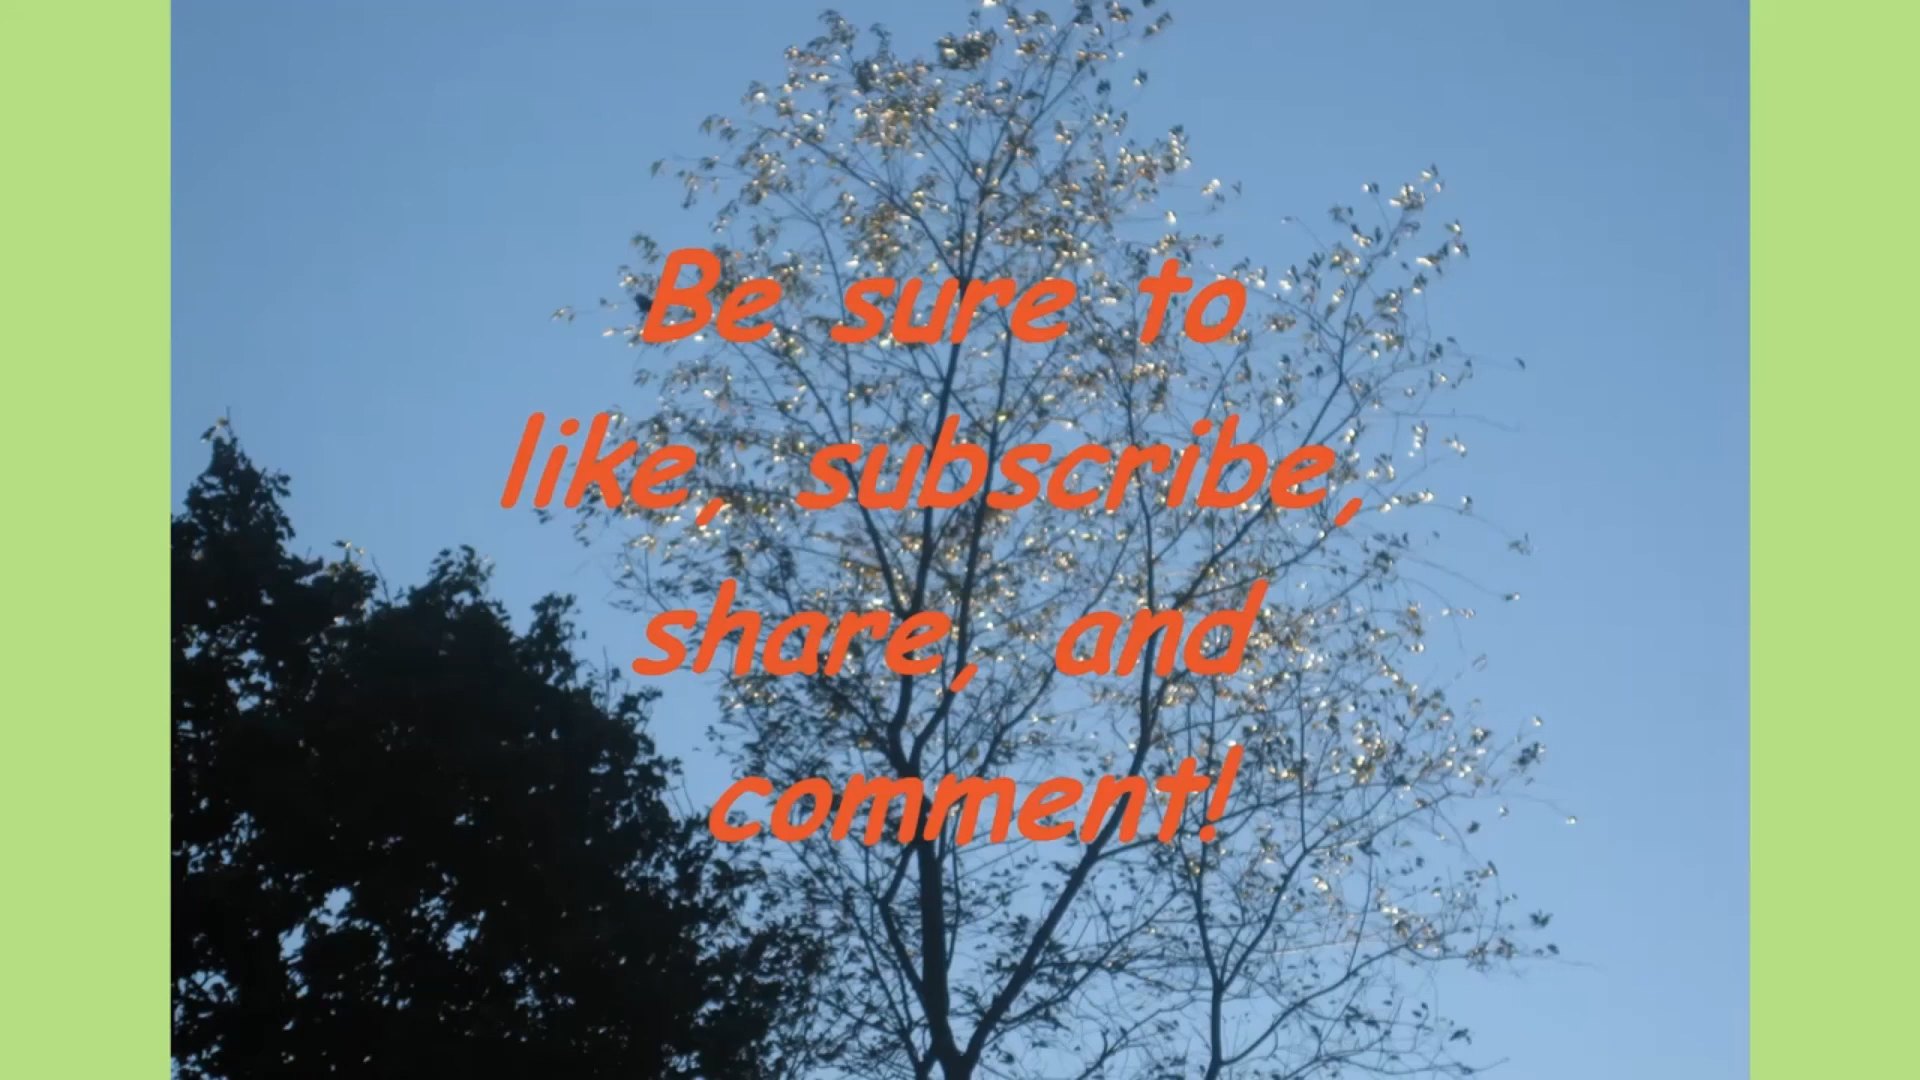 Be sure to
like, subscribe,
share, and
comment!